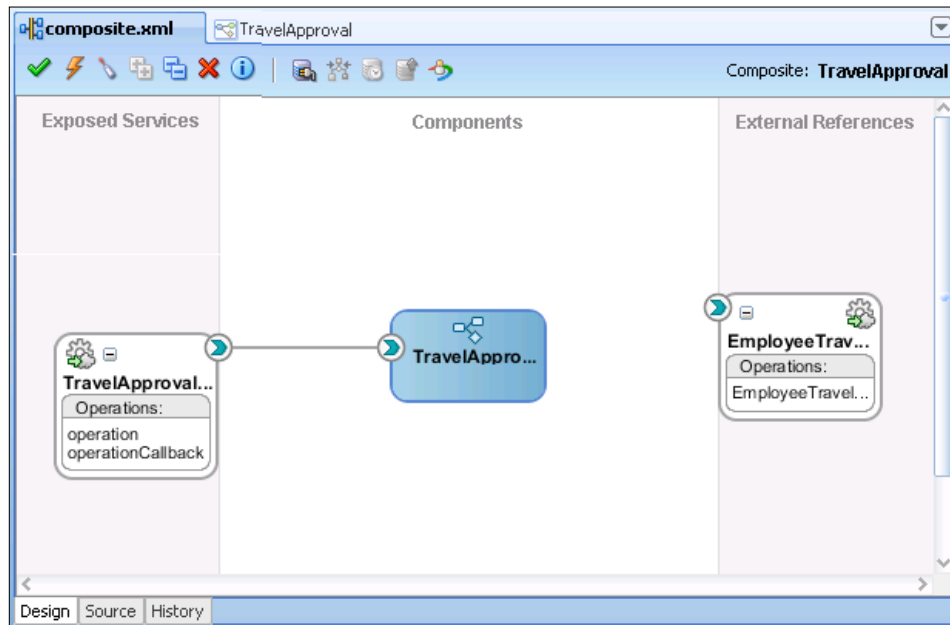 composite.xml
TravelApproval
Composite: TravelApproval
Exposed Services
Components
External References
TravelApproval...
Operations:
operation
operationCallback
TravelAppro...
EmployeeTrav...
Operations:
EmployeeTravel...
Design Source History